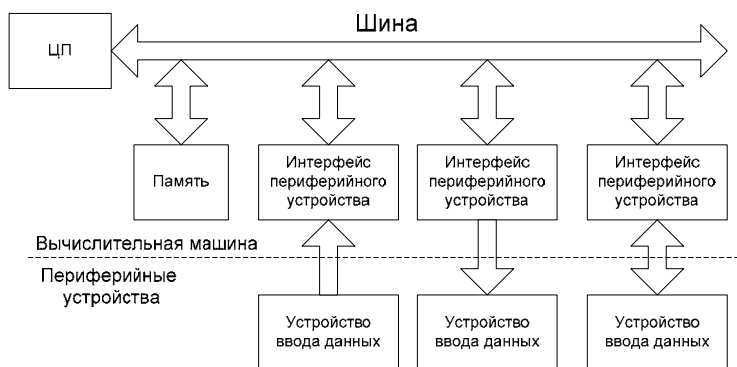 Шина
ЦП
Память
Интерфейс
периферийного
устройства
Интерфейс
периферийного
устройства
Интерфейс
периферийного
устройства
Вычислительная машина
Периферийные
устройства
Устройство
ввода данных
Устройство
ввода данных
Устройство
ввода данных